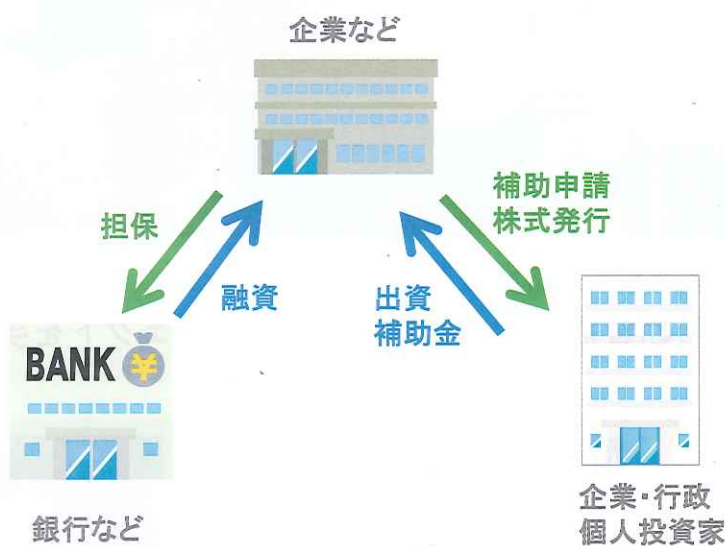 企業など
補助申請
株式発行
担保
融資
出資
補助金
BANK ¥
銀行など
企業・行政
個人投資家